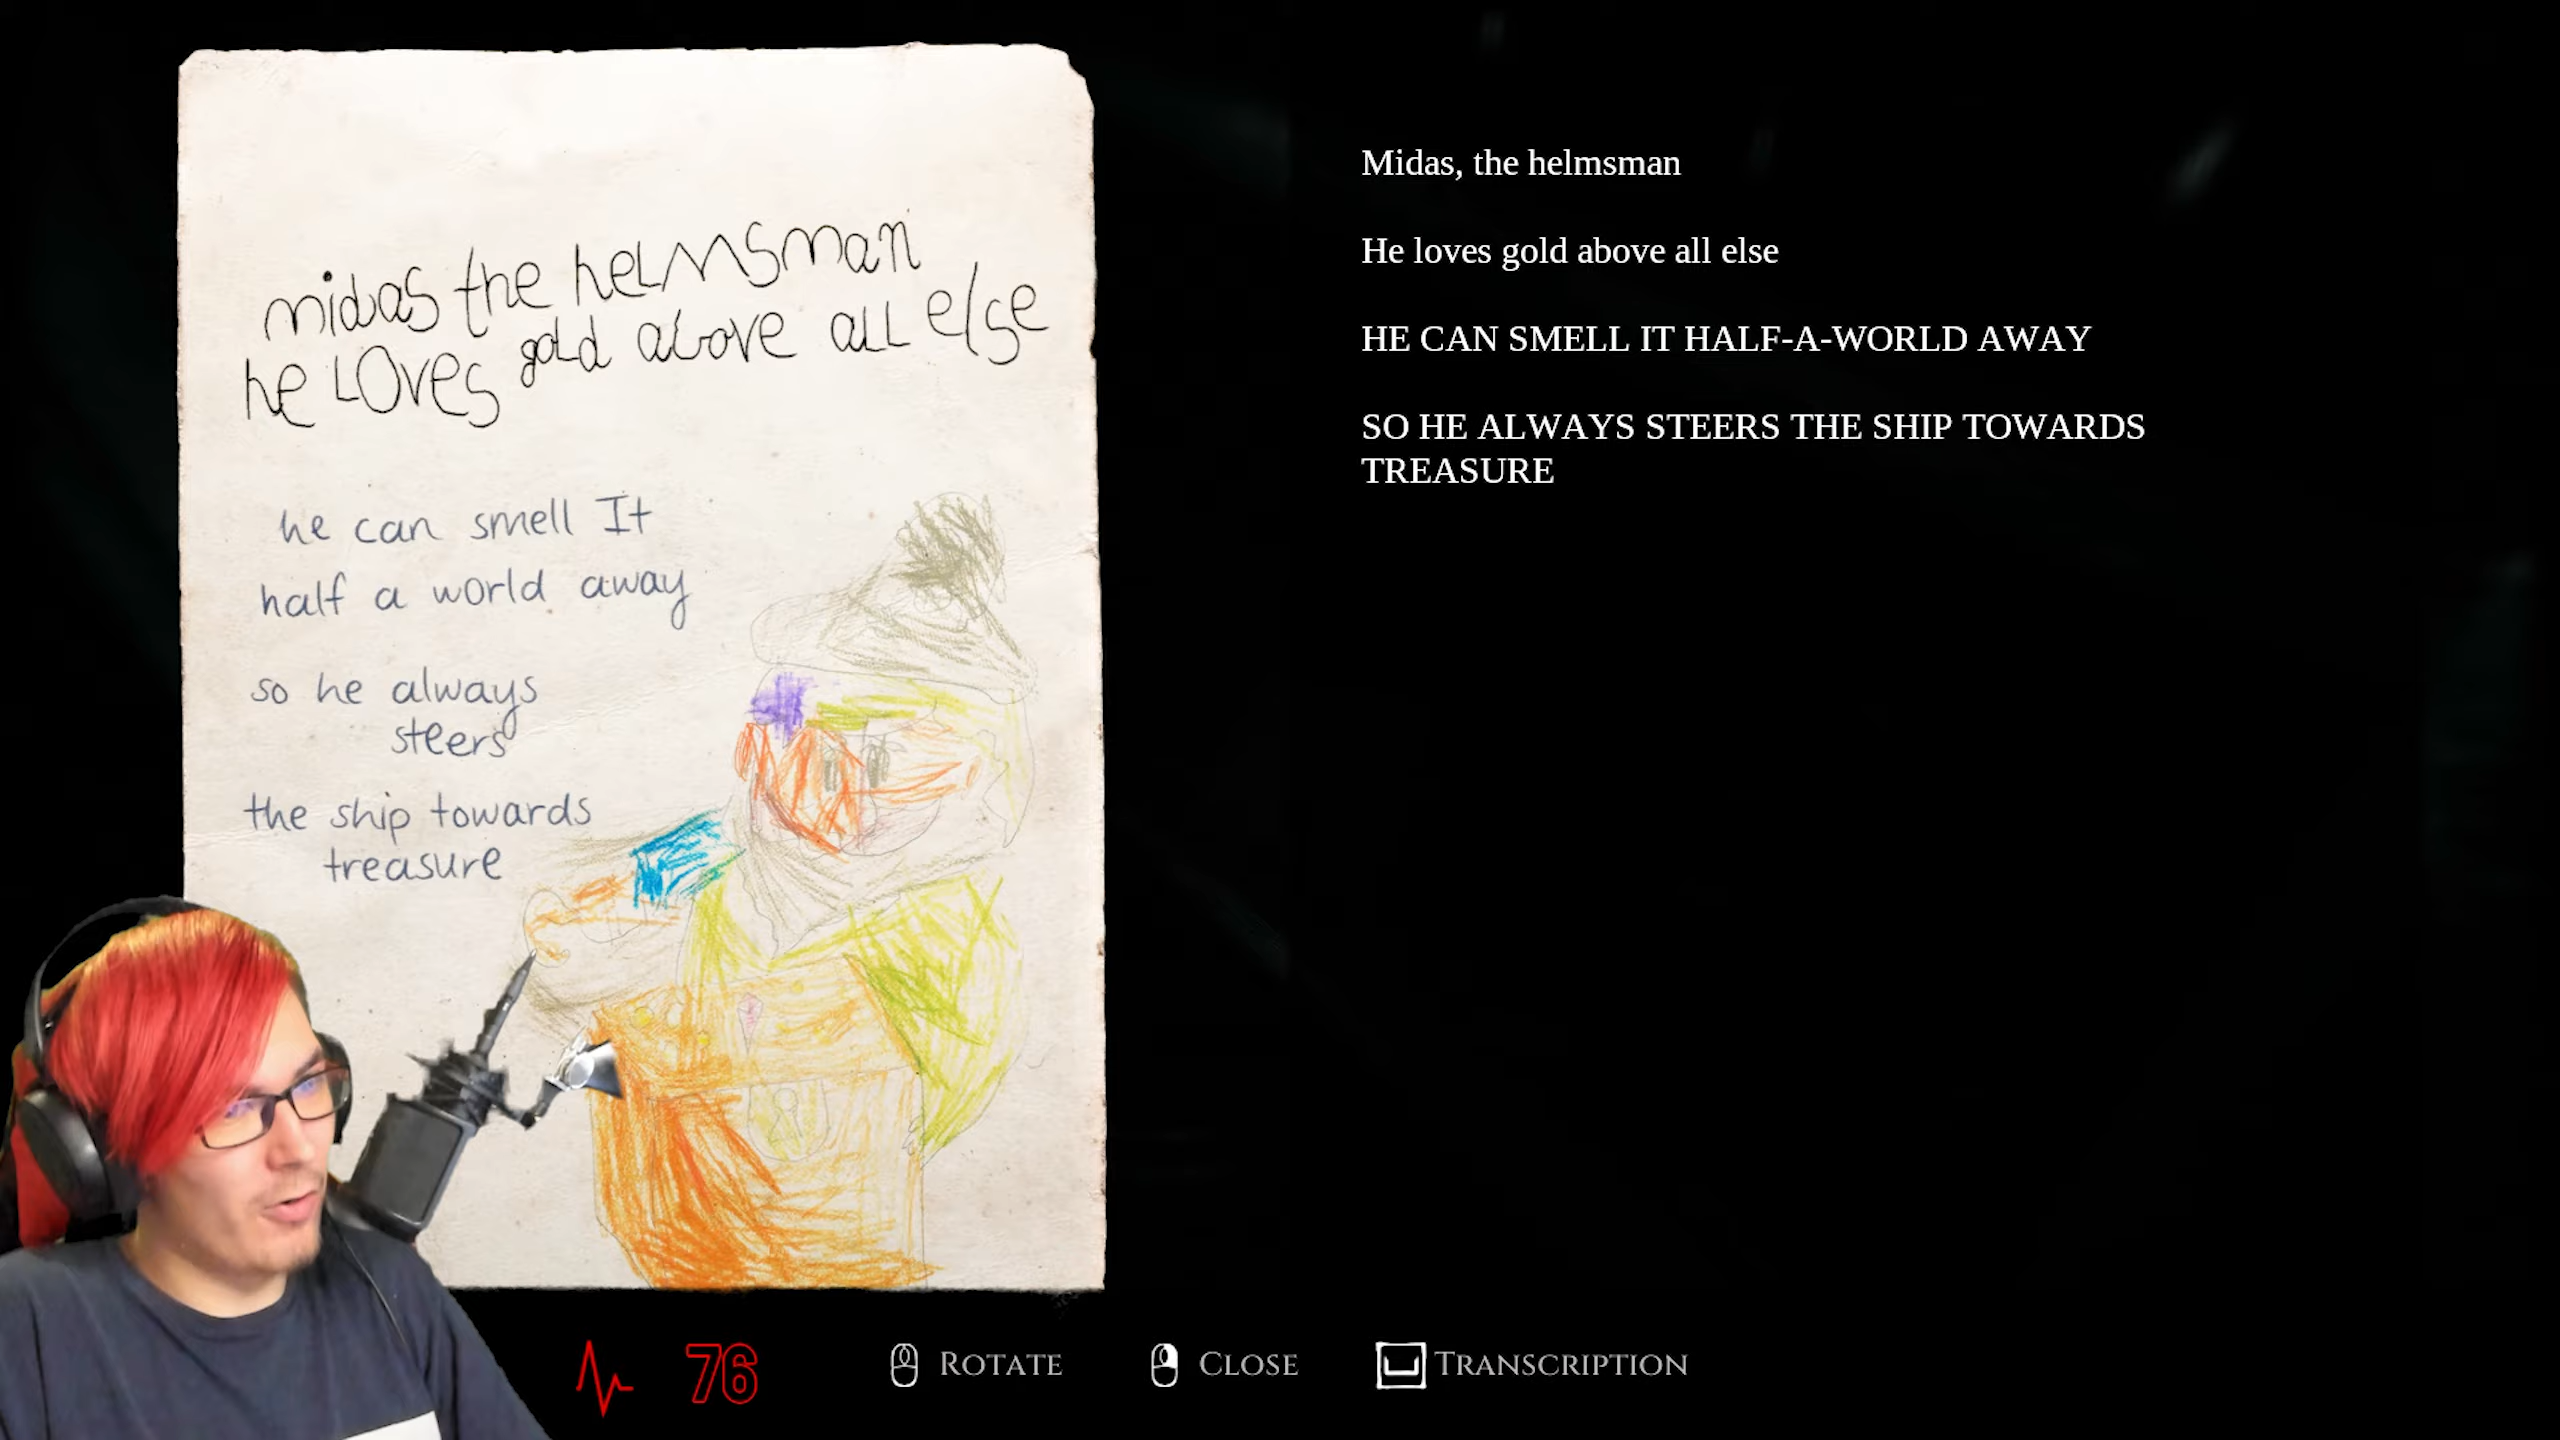 midas the helmsman
he loves gold above all else
he can smell It
half a world away
so he always
steers
the ship towards
treasure
Midas, the helmsman
He loves gold above all else
HE CAN SMELL IT HALF-A-WORLD AWAY
SO HE ALWAYS STEERS THE SHIP TOWARDS
TREASURE
76
ROTATE
CLOSE
TRANSCRIPTION